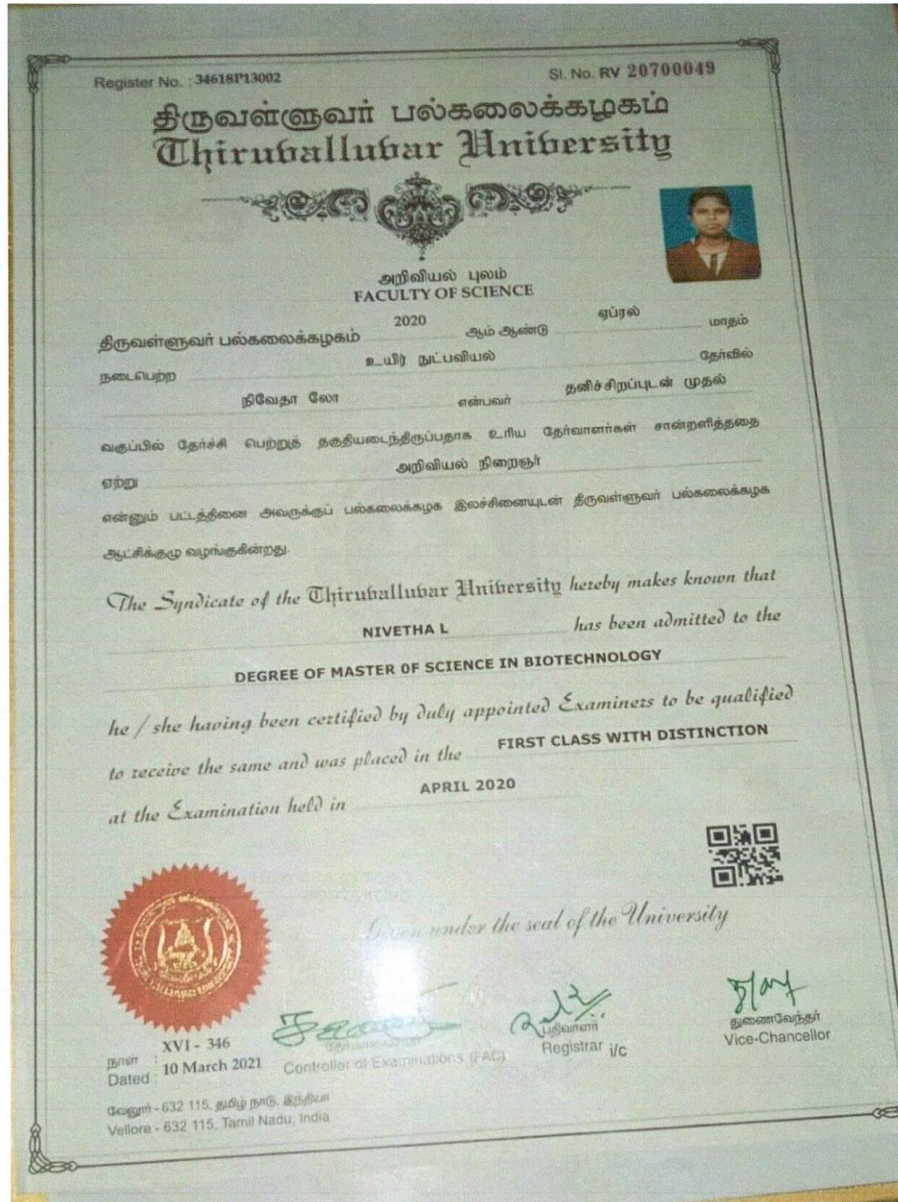 Register No. : 34618P13002
Sl. No. RV 20700049
திருவள்ளுவர் பல்கலைக்கழகம்
Thiruvalluvar University
அறிவியல் புலம்
FACULTY OF SCIENCE
திருவள்ளுவர் பல்கலைக்கழகம் 2020 ஆம் ஆண்டு ஏப்ரல் மாதம்
நடைபெற்ற உயிர் நுட்பவியல் தேர்வில்
நிவேதா லோ என்பவர் தனிச்சிறப்புடன் முதல்
வகுப்பில் தேர்ச்சி பெற்றுத் தகுதியடைந்திருப்பதாக உரிய தேர்வாளர்கள் சான்றளித்ததை
ஏற்று அறிவியல் நிறைஞர்
என்னும் பட்டத்தினை அவருக்குப் பல்கலைக்கழக இலச்சினையுடன் திருவள்ளுவர் பல்கலைக்கழக
ஆட்சிக்குழு வழங்குகின்றது.
The Syndicate of the Thiruvalluvar University hereby makes known that
NIVETHA L has been admitted to the
DEGREE OF MASTER 0F SCIENCE IN BIOTECHNOLOGY
he / she having been certified by duly appointed Examiners to be qualified
to receive the same and was placed in the FIRST CLASS WITH DISTINCTION
at the Examination held in APRIL 2020
Given under the seal of the University
நாள் : XVI - 346
Dated : 10 March 2021
Controller of Examinations (FAC)
பதிவாளர்
Registrar i/c
துணைவேந்தர்
Vice-Chancellor
வேலூர் - 632 115, தமிழ் நாடு, இந்தியா
Vellore - 632 115, Tamil Nadu, India